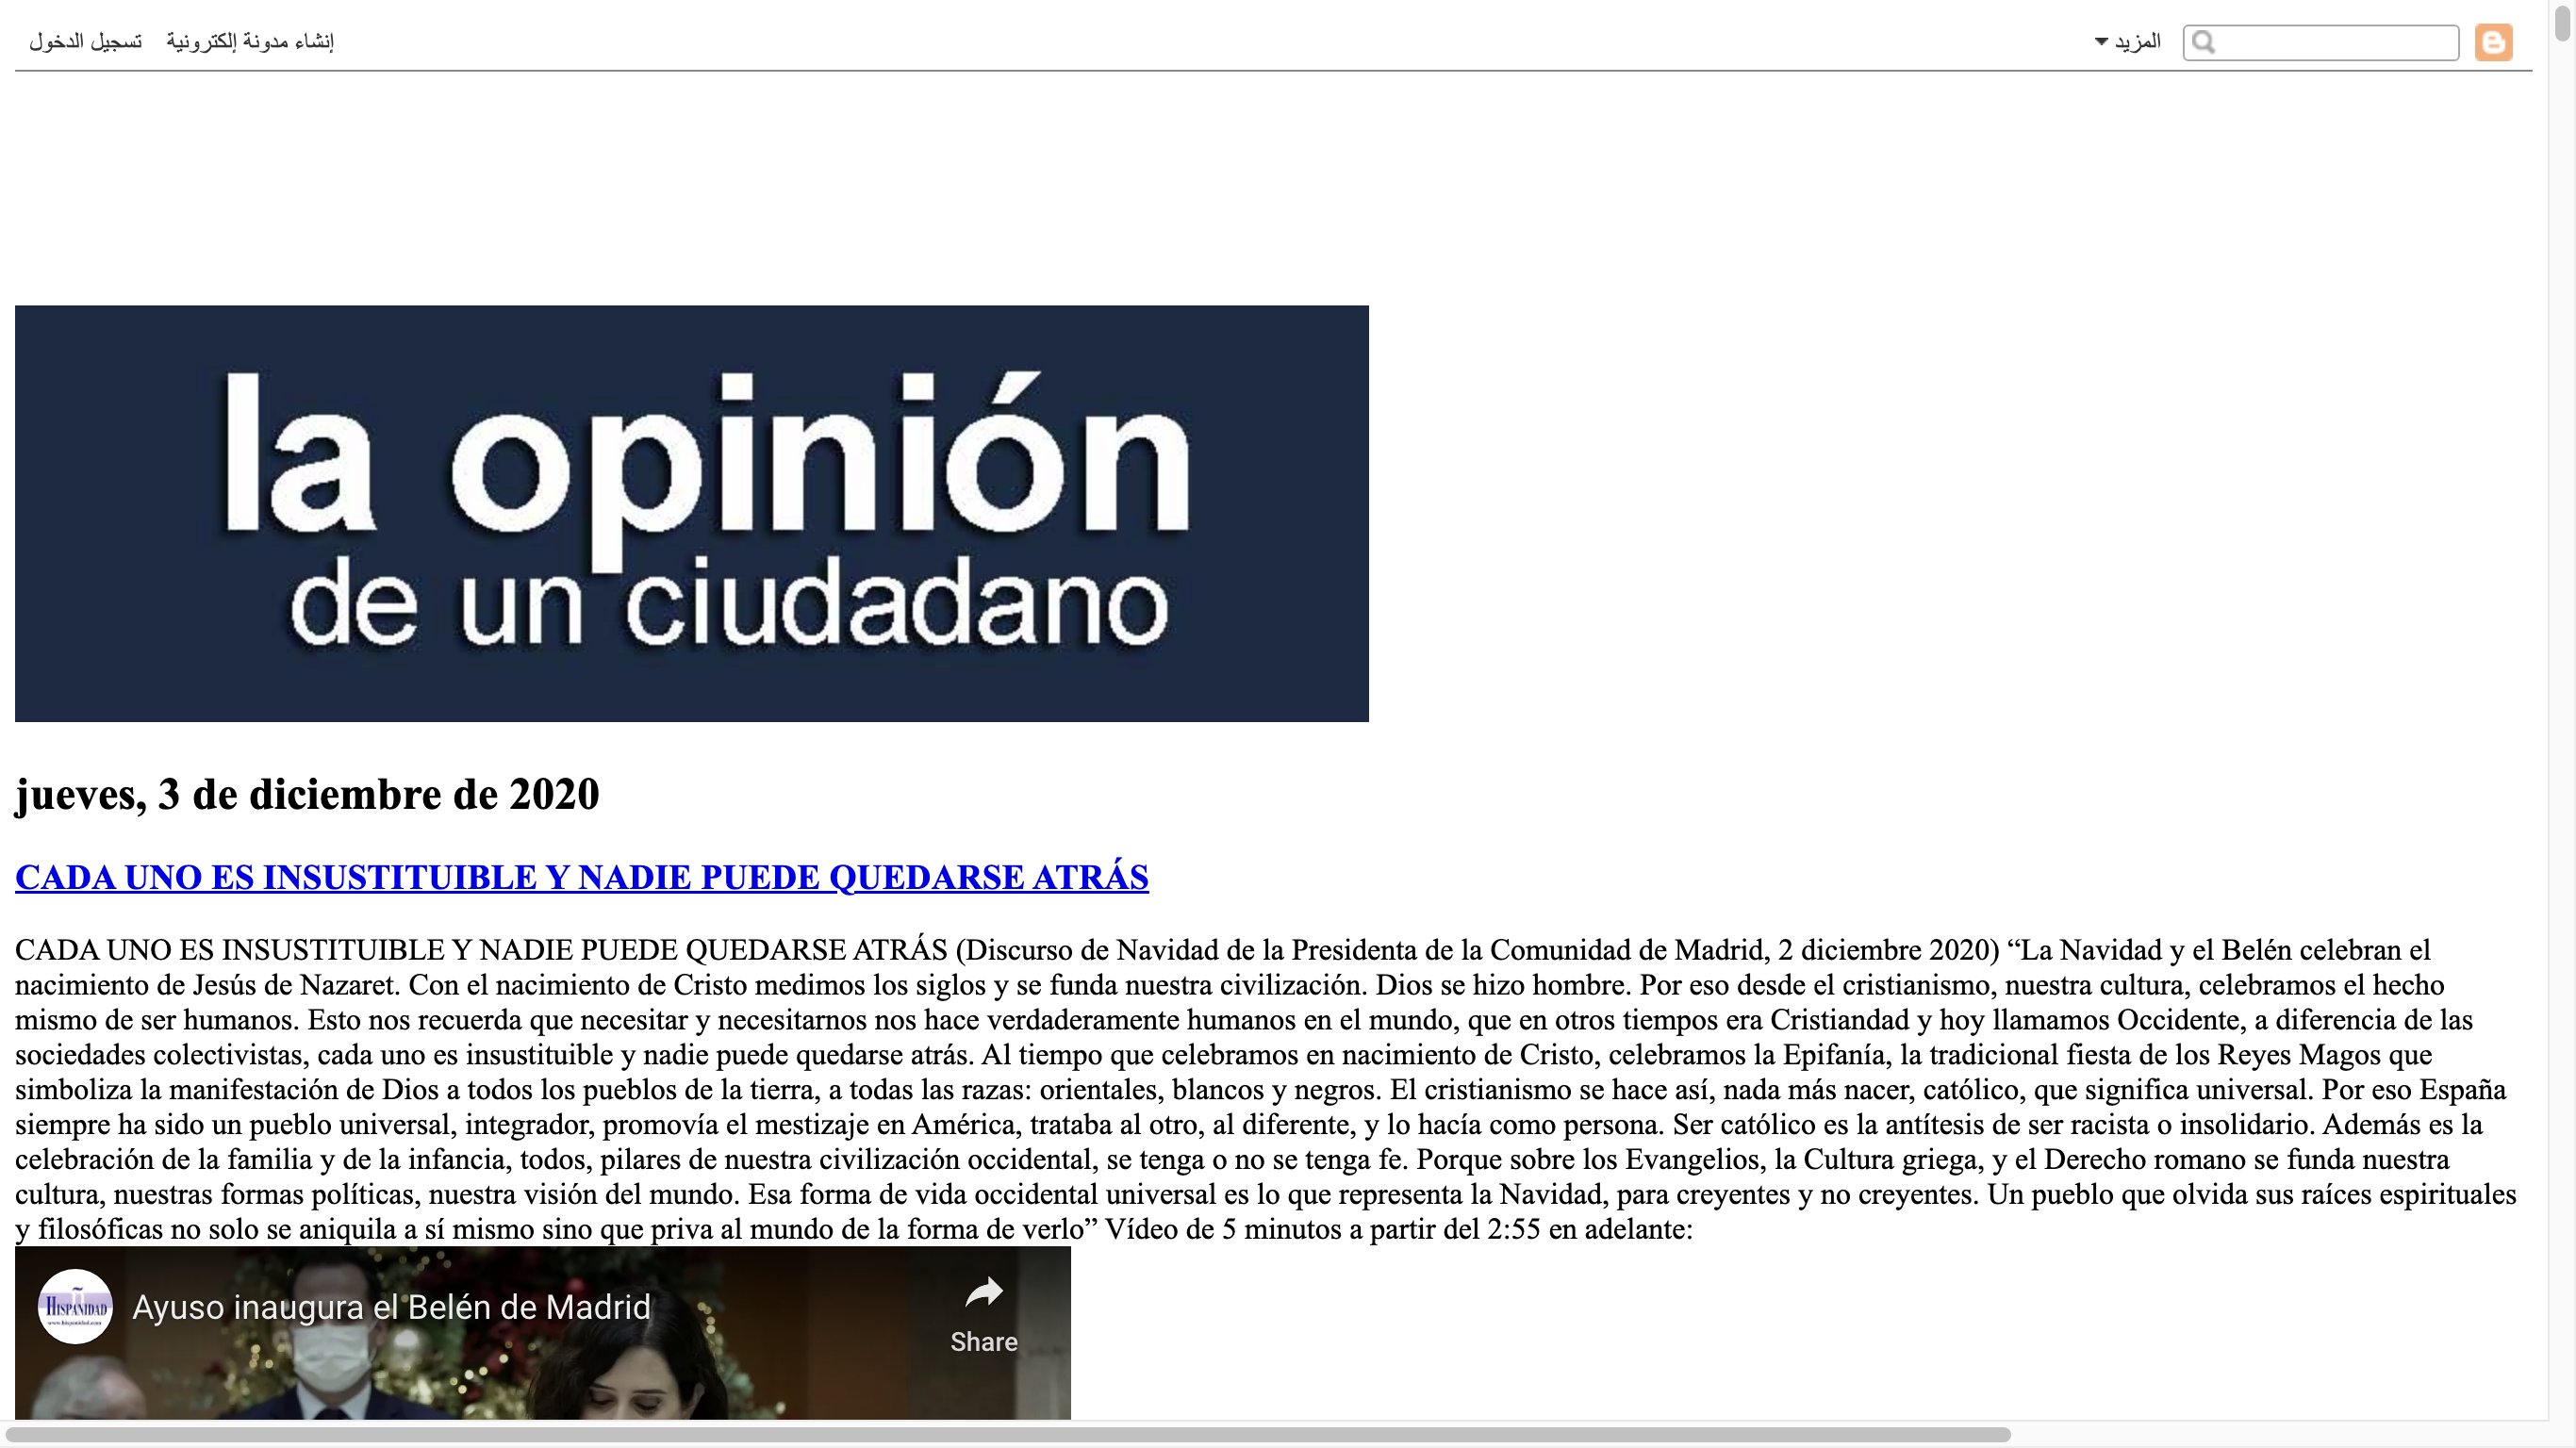 تسجيل الدخول إنشاء مدونة إلكترونية المزيد
la opinión
de un ciudadano
jueves, 3 de diciembre de 2020
CADA UNO ES INSUSTITUIBLE Y NADIE PUEDE QUEDARSE ATRÁS
CADA UNO ES INSUSTITUIBLE Y NADIE PUEDE QUEDARSE ATRÁS (Discurso de Navidad de la Presidenta de la Comunidad de Madrid, 2 diciembre 2020) “La Navidad y el Belén celebran el
nacimiento de Jesús de Nazaret. Con el nacimiento de Cristo medimos los siglos y se funda nuestra civilización. Dios se hizo hombre. Por eso desde el cristianismo, nuestra cultura, celebramos el hecho
mismo de ser humanos. Esto nos recuerda que necesitar y necesitarnos nos hace verdaderamente humanos en el mundo, que en otros tiempos era Cristiandad y hoy llamamos Occidente, a diferencia de las
sociedades colectivistas, cada uno es insustituible y nadie puede quedarse atrás. Al tiempo que celebramos en nacimiento de Cristo, celebramos la Epifanía, la tradicional fiesta de los Reyes Magos que
simboliza la manifestación de Dios a todos los pueblos de la tierra, a todas las razas: orientales, blancos y negros. El cristianismo se hace así, nada más nacer, católico, que significa universal. Por eso España
siempre ha sido un pueblo universal, integrador, promovía el mestizaje en América, trataba al otro, al diferente, y lo hacía como persona. Ser católico es la antítesis de ser racista o insolidario. Además es la
celebración de la familia y de la infancia, todos, pilares de nuestra civilización occidental, se tenga o no se tenga fe. Porque sobre los Evangelios, la Cultura griega, y el Derecho romano se funda nuestra
cultura, nuestras formas políticas, nuestra visión del mundo. Esa forma de vida occidental universal es lo que representa la Navidad, para creyentes y no creyentes. Un pueblo que olvida sus raíces espirituales
y filosóficas no solo se aniquila a sí mismo sino que priva al mundo de la forma de verlo” Vídeo de 5 minutos a partir del 2:55 en adelante:
Ñ
HISPANIDAD
www.hispanidad.com
Ayuso inaugura el Belén de Madrid
Share